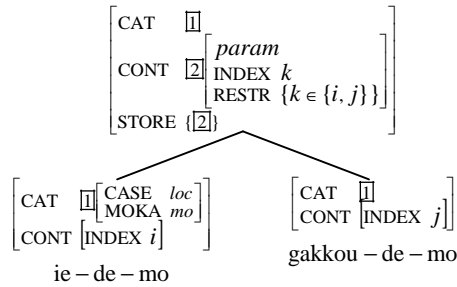 CAT 1
param
CONT 2 INDEX k
RESTR {k ∈ {i, j}}
STORE {2}
CAT 1 CASE loc
MOKA mo
CONT [INDEX i]
ie – de – mo
CAT 1
CONT [INDEX j]
gakkou – de – mo